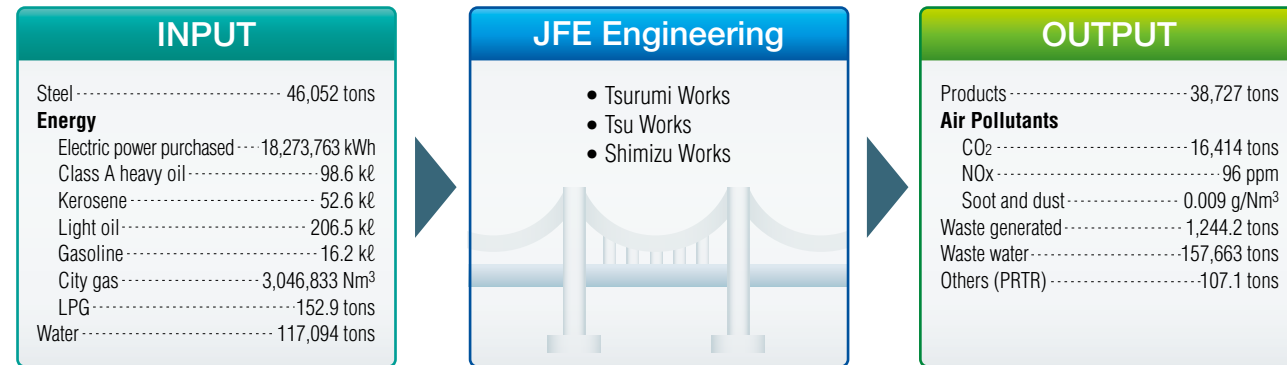 INPUT
Steel 46,052 tons
Energy
Electric power purchased 18,273,763 kWh
Class A heavy oil 98.6 kℓ
Kerosene 52.6 kℓ
Light oil 206.5 kℓ
Gasoline 16.2 kℓ
City gas 3,046,833 Nm³
LPG 152.9 tons
Water 117,094 tons
JFE Engineering
• Tsurumi Works
• Tsu Works
• Shimizu Works
OUTPUT
Products 38,727 tons
Air Pollutants
CO₂ 16,414 tons
NOx 96 ppm
Soot and dust 0.009 g/Nm³
Waste generated 1,244.2 tons
Waste water 157,663 tons
Others (PRTR) 107.1 tons